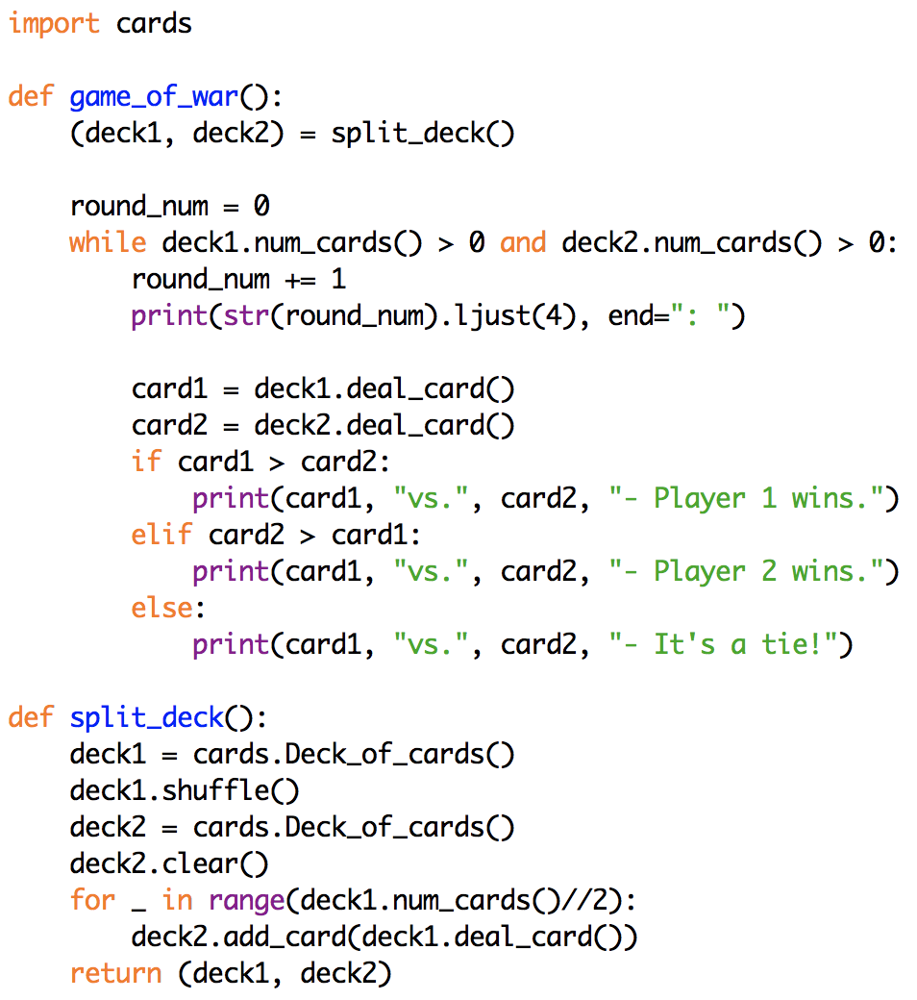 import cards
def game_of_war():
    (deck1, deck2) = split_deck()
    round_num = 0
    while deck1.num_cards() > 0 and deck2.num_cards() > 0:
        round_num += 1
        print(str(round_num).ljust(4), end=": ")
        card1 = deck1.deal_card()
        card2 = deck2.deal_card()
        if card1 > card2:
            print(card1, "vs.", card2, "- Player 1 wins.")
        elif card2 > card1:
            print(card1, "vs.", card2, "- Player 2 wins.")
        else:
            print(card1, "vs.", card2, "- It's a tie!")
def split_deck():
    deck1 = cards.Deck_of_cards()
    deck1.shuffle()
    deck2 = cards.Deck_of_cards()
    deck2.clear()
    for _ in range(deck1.num_cards()//2):
        deck2.add_card(deck1.deal_card())
    return (deck1, deck2)